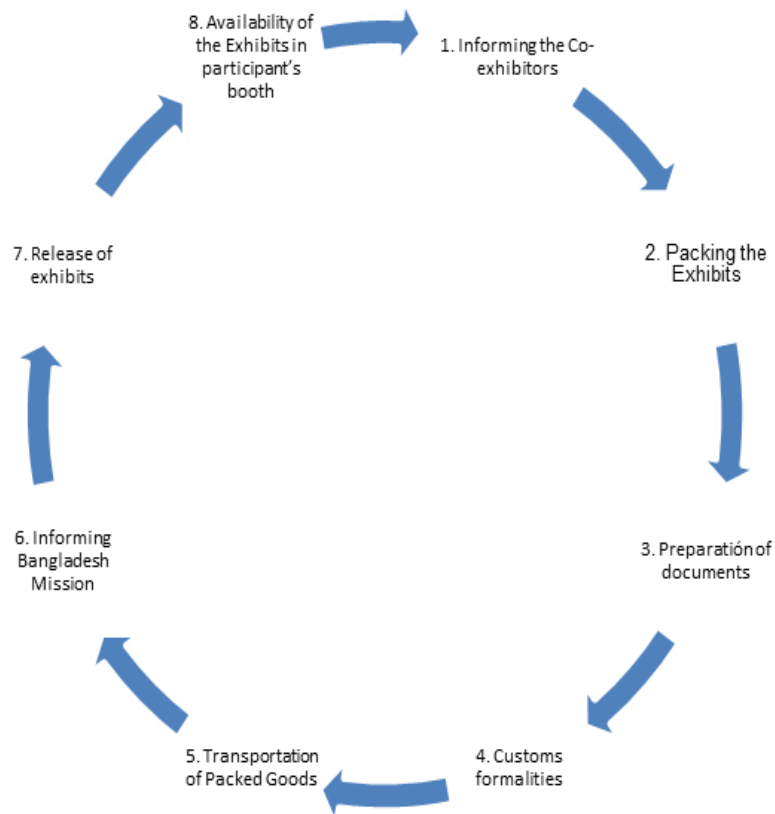 1. Informing the Co-
exhibitors
2. Packing the
Exhibits
3. Preparatión of
documents
4. Customs
formalities
5. Transportation
of Packed Goods
6. Informing
Bangladesh
Mission
7. Release of
exhibits
8. Availability of
the Exhibits in
participant's
booth